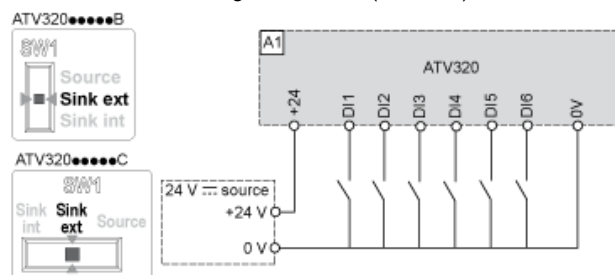 ATV320●●●●●B
SW1
Source
Sink ext
Sink int
A1
ATV320
+24
DI1
DI2
DI3
DI4
DI5
DI6
0V
ATV320●●●●●C
SW1
Sink int
Sink ext
Source
24 V ⎓ source
+24 V
0 V